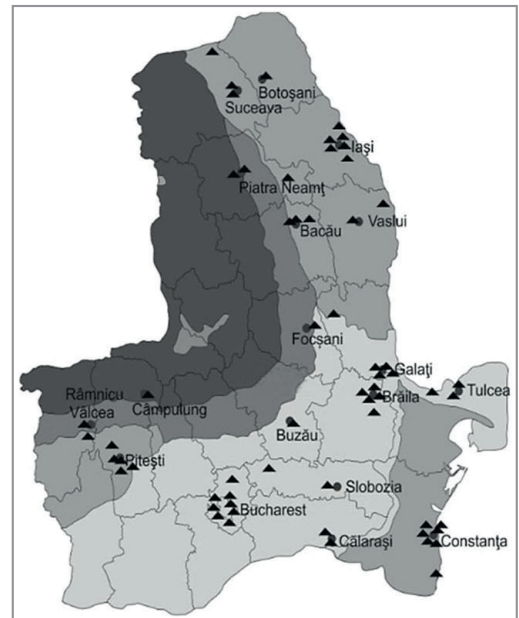 Botoşani
Suceava
Iaşi
Piatra Neamţ
Vaslui
Bacău
Focşani
Galaţi
Tulcea
Râmnicu
Vâlcea
Câmpulung
Brăila
Buzău
Piteşti
Slobozia
Bucharest
Călaraşi
Constanţa